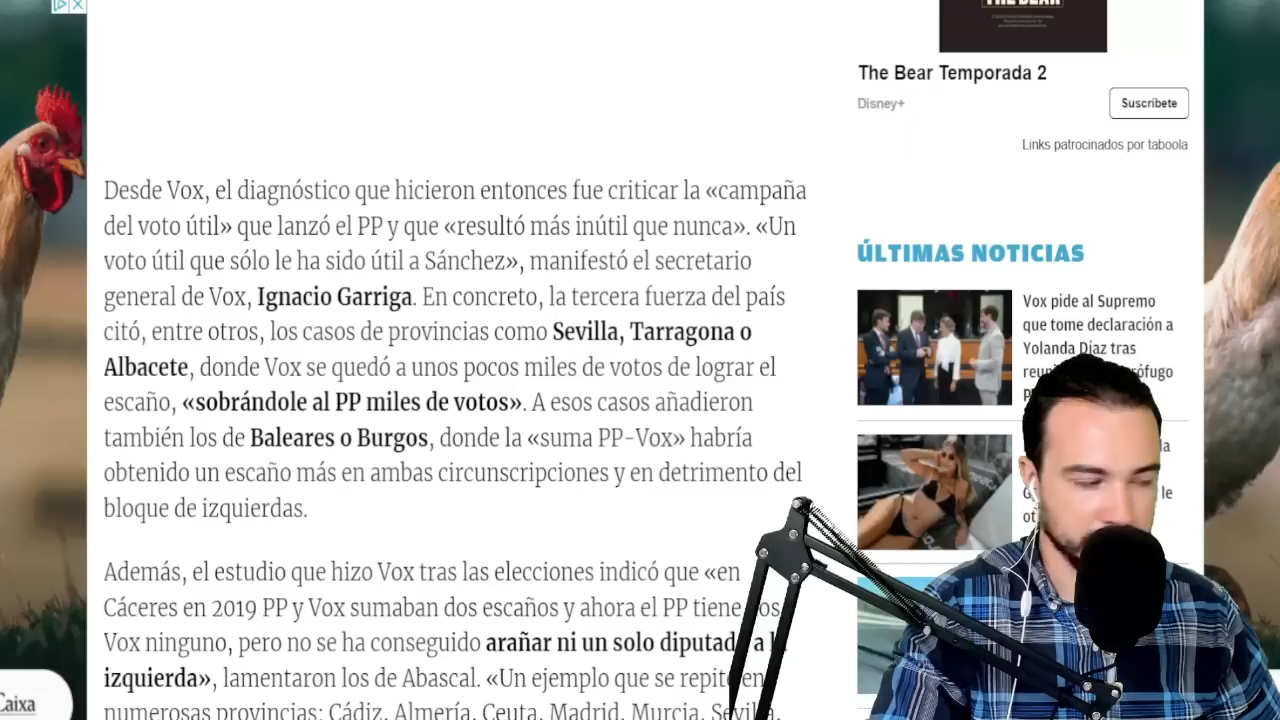 THE BEAR
The Bear Temporada 2
Disney+
Suscríbete
Links patrocinados por taboola
Desde Vox, el diagnóstico que hicieron entonces fue criticar la «campaña
del voto útil» que lanzó el PP y que «resultó más inútil que nunca». «Un
voto útil que sólo le ha sido útil a Sánchez», manifestó el secretario
general de Vox, Ignacio Garriga. En concreto, la tercera fuerza del país
citó, entre otros, los casos de provincias como Sevilla, Tarragona o
Albacete, donde Vox se quedó a unos pocos miles de votos de lograr el
escaño, «sobrándole al PP miles de votos». A esos casos añadieron
también los de Baleares o Burgos, donde la «suma PP-Vox» habría
obtenido un escaño más en ambas circunscripciones y en detrimento del
bloque de izquierdas.
Además, el estudio que hizo Vox tras las elecciones indicó que «en
Cáceres en 2019 PP y Vox sumaban dos escaños y ahora el PP tiene dos
Vox ninguno, pero no se ha conseguido arañar ni un solo diputado a la
izquierda», lamentaron los de Abascal. «Un ejemplo que se repite en
numerosas provincias: Cádiz, Almería, Ceuta, Madrid, Murcia, Sevilla,
ÚLTIMAS NOTICIAS
Vox pide al Supremo
que tome declaración a
Yolanda Díaz tras
Caixa